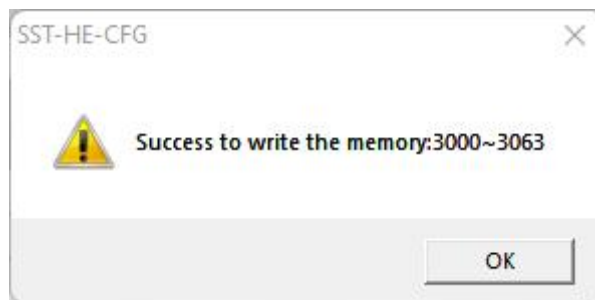 SST-HE-CFG
Success to write the memory:3000~3063
OK